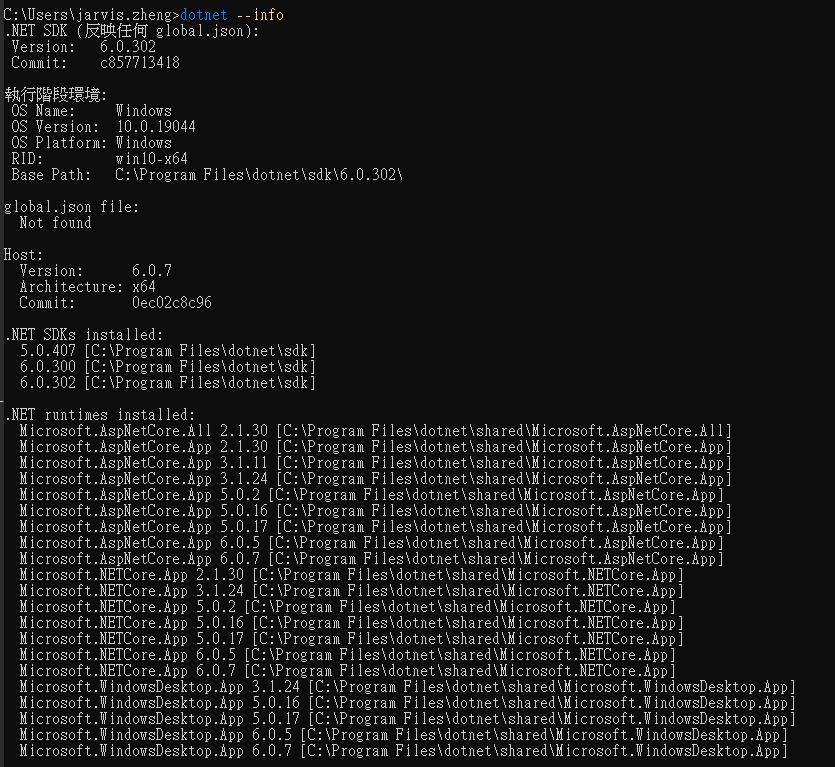 C:\Users\jarvis.zheng>dotnet --info
.NET SDK (反映任何 global.json):
 Version:   6.0.302
 Commit:    c857713418

執行階段環境:
 OS Name:     Windows
 OS Version:  10.0.19044
 OS Platform: Windows
 RID:         win10-x64
 Base Path:   C:\Program Files\dotnet\sdk\6.0.302\

global.json file:
  Not found

Host:
  Version:      6.0.7
  Architecture: x64
  Commit:       0ec02c8c96

.NET SDKs installed:
  5.0.407 [C:\Program Files\dotnet\sdk]
  6.0.300 [C:\Program Files\dotnet\sdk]
  6.0.302 [C:\Program Files\dotnet\sdk]

.NET runtimes installed:
  Microsoft.AspNetCore.All 2.1.30 [C:\Program Files\dotnet\shared\Microsoft.AspNetCore.All]
  Microsoft.AspNetCore.App 2.1.30 [C:\Program Files\dotnet\shared\Microsoft.AspNetCore.App]
  Microsoft.AspNetCore.App 3.1.11 [C:\Program Files\dotnet\shared\Microsoft.AspNetCore.App]
  Microsoft.AspNetCore.App 3.1.24 [C:\Program Files\dotnet\shared\Microsoft.AspNetCore.App]
  Microsoft.AspNetCore.App 5.0.2 [C:\Program Files\dotnet\shared\Microsoft.AspNetCore.App]
  Microsoft.AspNetCore.App 5.0.16 [C:\Program Files\dotnet\shared\Microsoft.AspNetCore.App]
  Microsoft.AspNetCore.App 5.0.17 [C:\Program Files\dotnet\shared\Microsoft.AspNetCore.App]
  Microsoft.AspNetCore.App 6.0.5 [C:\Program Files\dotnet\shared\Microsoft.AspNetCore.App]
  Microsoft.AspNetCore.App 6.0.7 [C:\Program Files\dotnet\shared\Microsoft.AspNetCore.App]
  Microsoft.NETCore.App 2.1.30 [C:\Program Files\dotnet\shared\Microsoft.NETCore.App]
  Microsoft.NETCore.App 3.1.24 [C:\Program Files\dotnet\shared\Microsoft.NETCore.App]
  Microsoft.NETCore.App 5.0.2 [C:\Program Files\dotnet\shared\Microsoft.NETCore.App]
  Microsoft.NETCore.App 5.0.16 [C:\Program Files\dotnet\shared\Microsoft.NETCore.App]
  Microsoft.NETCore.App 5.0.17 [C:\Program Files\dotnet\shared\Microsoft.NETCore.App]
  Microsoft.NETCore.App 6.0.5 [C:\Program Files\dotnet\shared\Microsoft.NETCore.App]
  Microsoft.NETCore.App 6.0.7 [C:\Program Files\dotnet\shared\Microsoft.NETCore.App]
  Microsoft.WindowsDesktop.App 3.1.24 [C:\Program Files\dotnet\shared\Microsoft.WindowsDesktop.App]
  Microsoft.WindowsDesktop.App 5.0.16 [C:\Program Files\dotnet\shared\Microsoft.WindowsDesktop.App]
  Microsoft.WindowsDesktop.App 5.0.17 [C:\Program Files\dotnet\shared\Microsoft.WindowsDesktop.App]
  Microsoft.WindowsDesktop.App 6.0.5 [C:\Program Files\dotnet\shared\Microsoft.WindowsDesktop.App]
  Microsoft.WindowsDesktop.App 6.0.7 [C:\Program Files\dotnet\shared\Microsoft.WindowsDesktop.App]